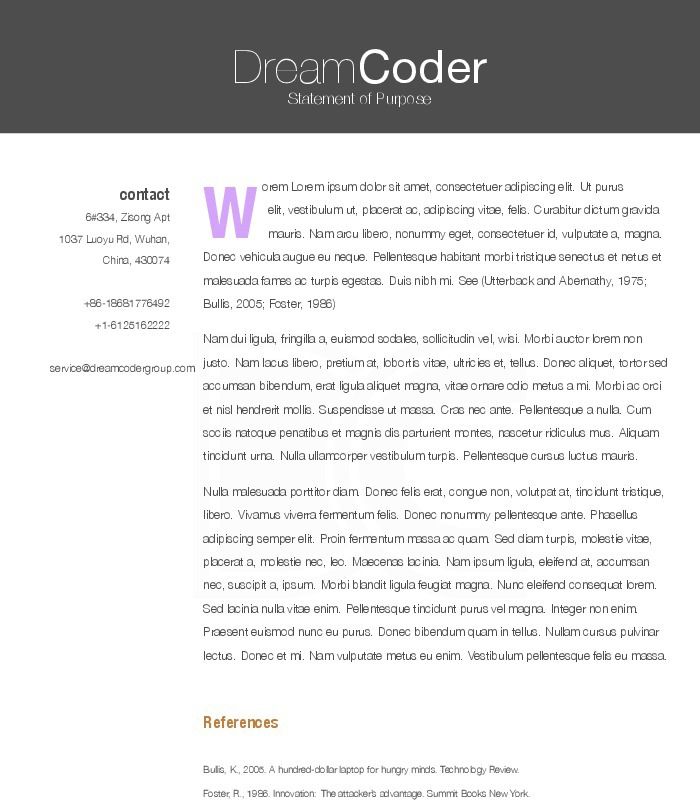 DreamCoder
Statement of Purpose
contact
6#334, Zisong Apt
1037 Luoyu Rd, Wuhan,
China, 430074
+86-18681776492
+1-6125162222
service@dreamcodergroup.com
Worem Lorem ipsum dolor sit amet, consectetuer adipiscing elit. Ut purus
elit, vestibulum ut, placerat ac, adipiscing vitae, felis. Curabitur dictum gravida
mauris. Nam arcu libero, nonummy eget, consectetuer id, vulputate a, magna.
Donec vehicula augue eu neque. Pellentesque habitant morbi tristique senectus et netus et
malesuada fames ac turpis egestas. Duis nibh mi. See (Utterback and Abernathy, 1975;
Bullis, 2005; Foster, 1986)
Nam dui ligula, fringilla a, euismod sodales, sollicitudin vel, wisi. Morbi auctor lorem non
justo. Nam lacus libero, pretium at, lobortis vitae, ultricies et, tellus. Donec aliquet, tortor sed
accumsan bibendum, erat ligula aliquet magna, vitae ornare odio metus a mi. Morbi ac orci
et nisl hendrerit mollis. Suspendisse ut massa. Cras nec ante. Pellentesque a nulla. Cum
sociis natoque penatibus et magnis dis parturient montes, nascetur ridiculus mus. Aliquam
tincidunt urna. Nulla ullamcorper vestibulum turpis. Pellentesque cursus luctus mauris.
Nulla malesuada porttitor diam. Donec felis erat, congue non, volutpat at, tincidunt tristique,
libero. Vivamus viverra fermentum felis. Donec nonummy pellentesque ante. Phasellus
adipiscing semper elit. Proin fermentum massa ac quam. Sed diam turpis, molestie vitae,
placerat a, molestie nec, leo. Maecenas lacinia. Nam ipsum ligula, eleifend at, accumsan
nec, suscipit a, ipsum. Morbi blandit ligula feugiat magna. Nunc eleifend consequat lorem.
Sed lacinia nulla vitae enim. Pellentesque tincidunt purus vel magna. Integer non enim.
Praesent euismod nunc eu purus. Donec bibendum quam in tellus. Nullam cursus pulvinar
lectus. Donec et mi. Nam vulputate metus eu enim. Vestibulum pellentesque felis eu massa.
References
Bullis, K., 2005. A hundred-dollar laptop for hungry minds. Technology Review.
Foster, R., 1986. Innovation: The attacker's advantage. Summit Books New York.